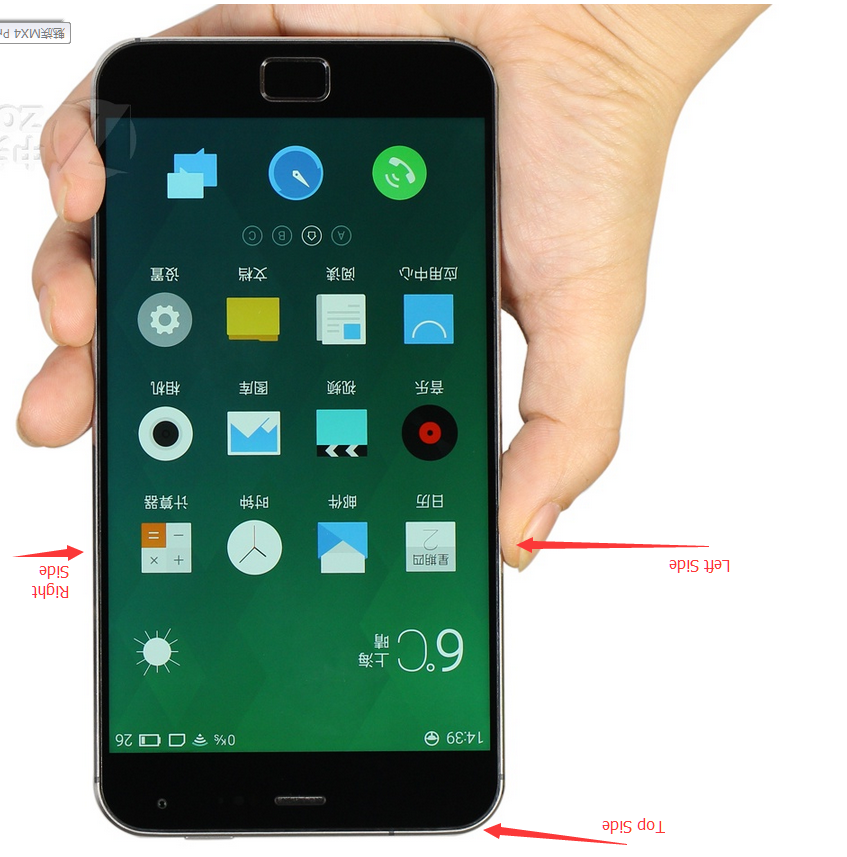 Top Side
14:39
0K/s
26
6°C
上海
晴
星期四
2
Left Side
Right
Side
日历 邮件 时钟 计算器
音乐 视频 图库 相机
应用中心 阅读 文档 设置
A B C
ZO
魅族MX4 P